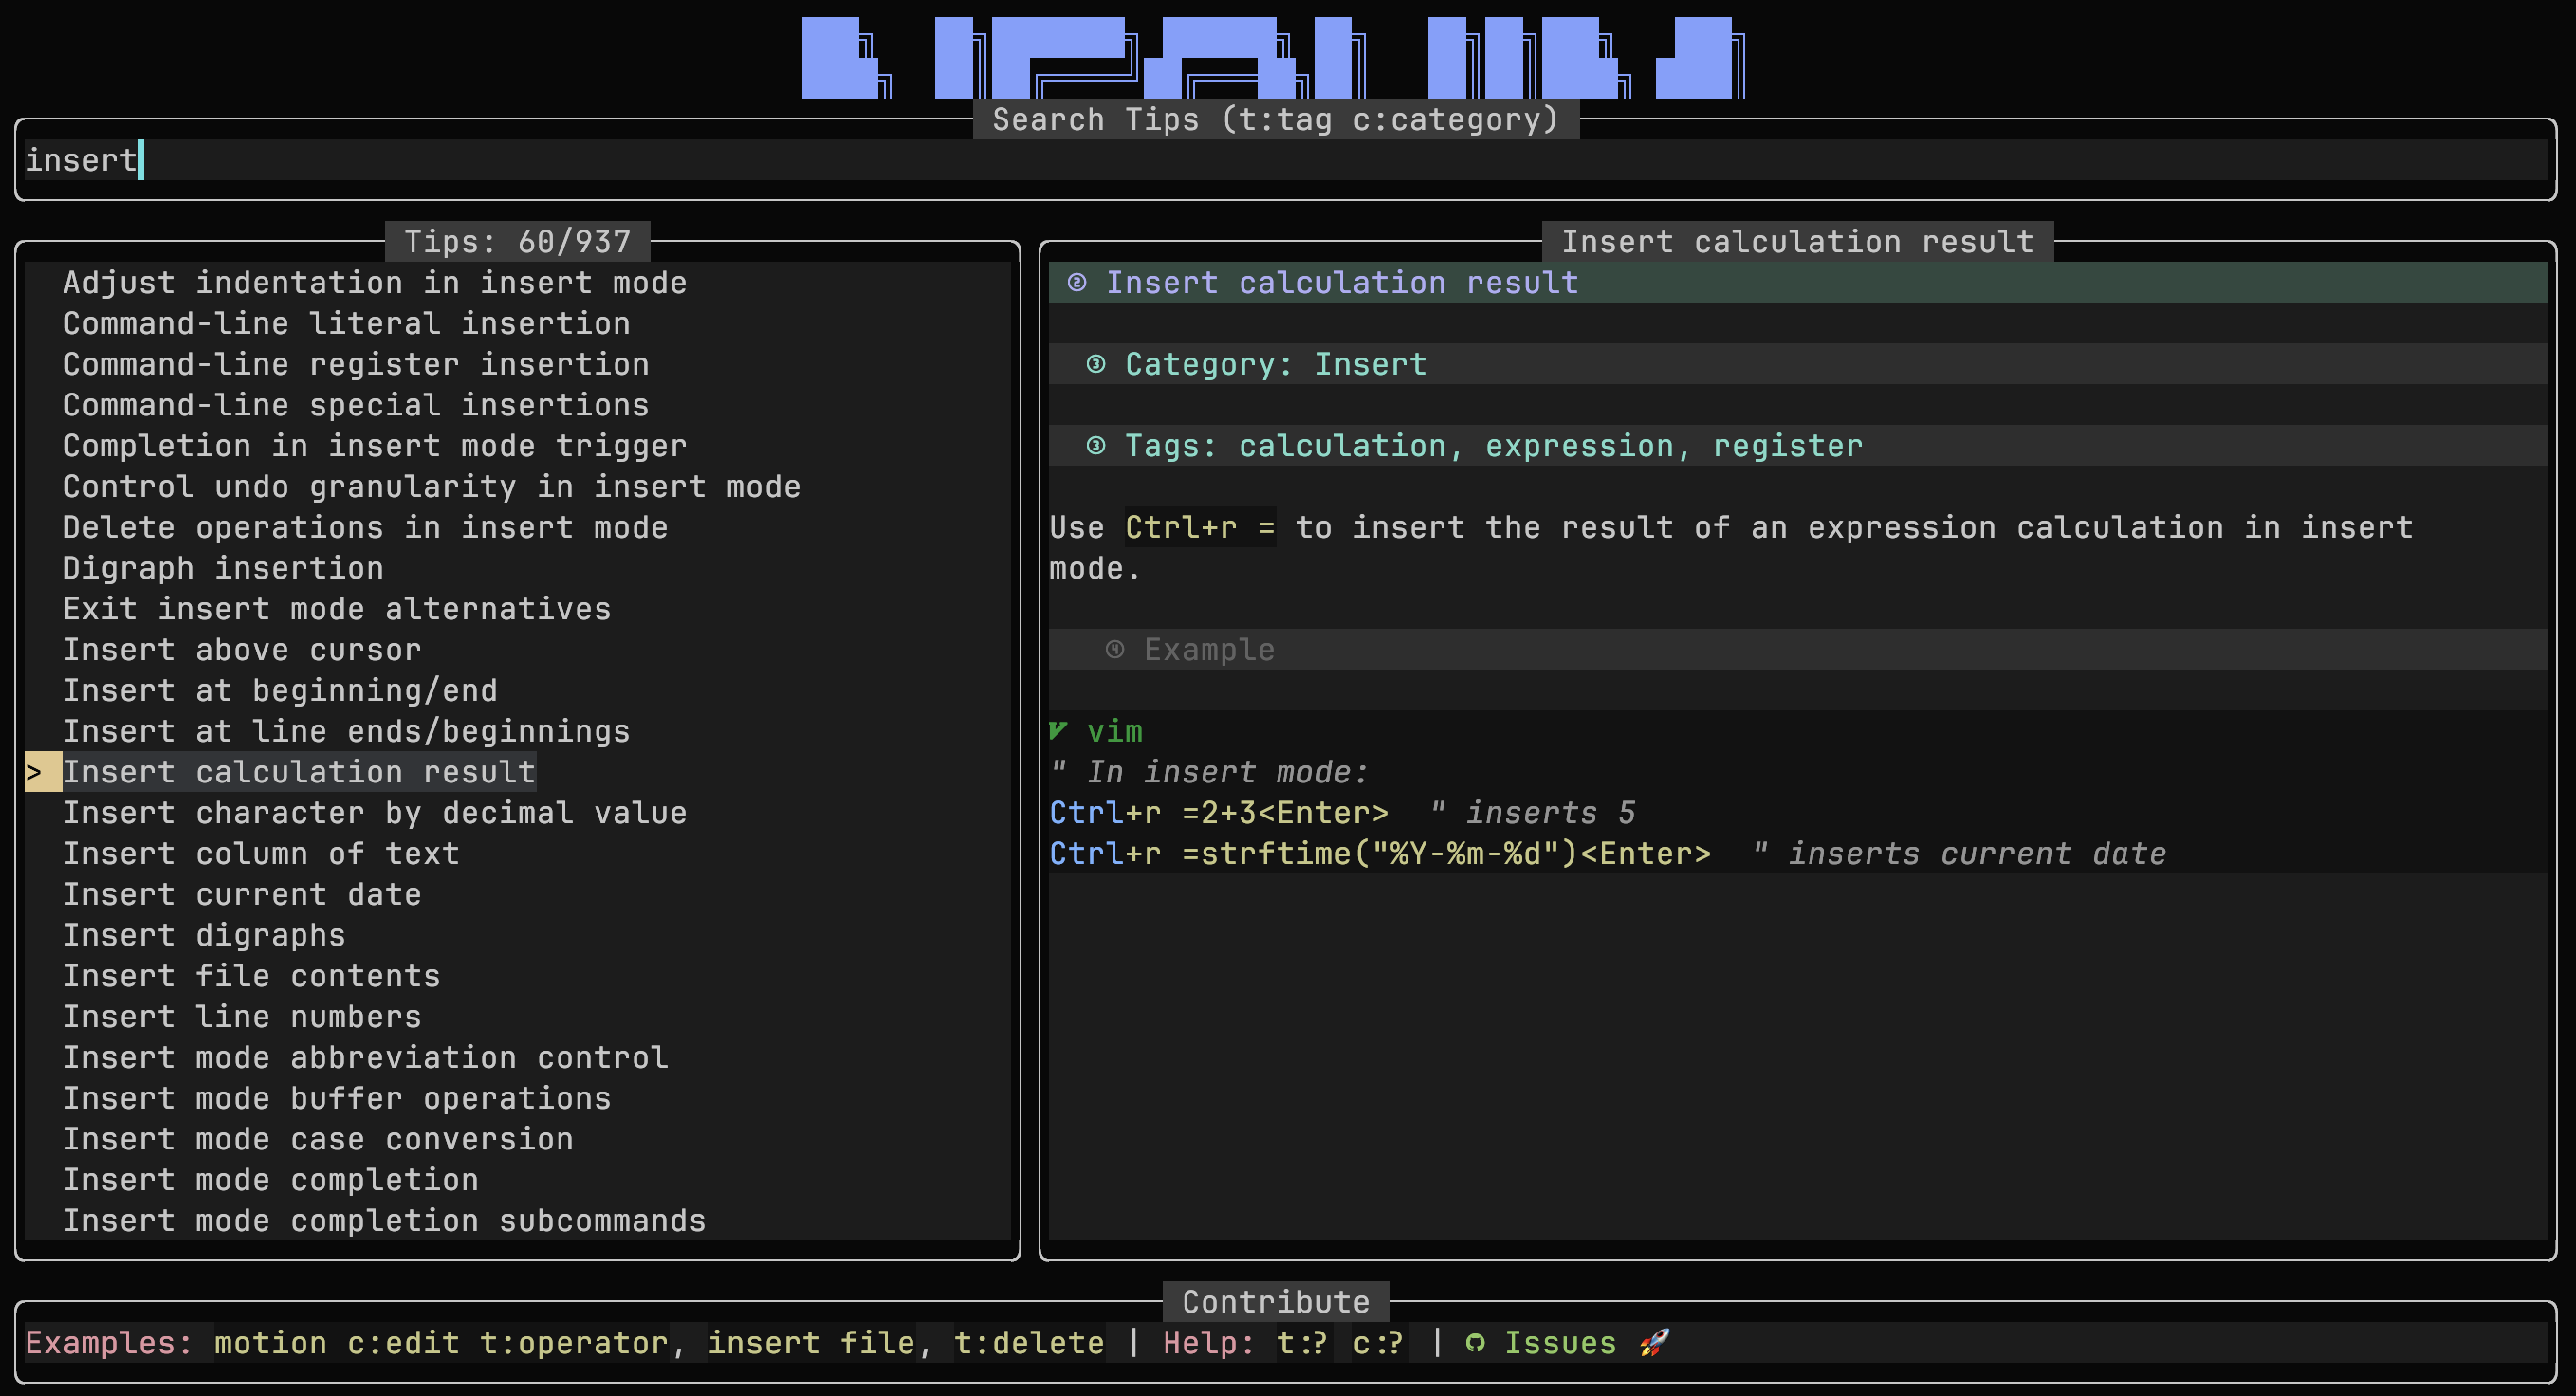 Search Tips (t:tag c:category)
insert
Tips: 60/937
Adjust indentation in insert mode
Command-line literal insertion
Command-line register insertion
Command-line special insertions
Completion in insert mode trigger
Control undo granularity in insert mode
Delete operations in insert mode
Digraph insertion
Exit insert mode alternatives
Insert above cursor
Insert at beginning/end
Insert at line ends/beginnings
> Insert calculation result
Insert character by decimal value
Insert column of text
Insert current date
Insert digraphs
Insert file contents
Insert line numbers
Insert mode abbreviation control
Insert mode buffer operations
Insert mode case conversion
Insert mode completion
Insert mode completion subcommands
Insert calculation result
② Insert calculation result
③ Category: Insert
③ Tags: calculation, expression, register
Use Ctrl+r = to insert the result of an expression calculation in insert
mode.
④ Example
vim
" In insert mode:
Ctrl+r =2+3<Enter>  " inserts 5
Ctrl+r =strftime("%Y-%m-%d")<Enter>  " inserts current date
Contribute
Examples: motion c:edit t:operator, insert file, t:delete | Help: t:? c:? | Issues 🚀